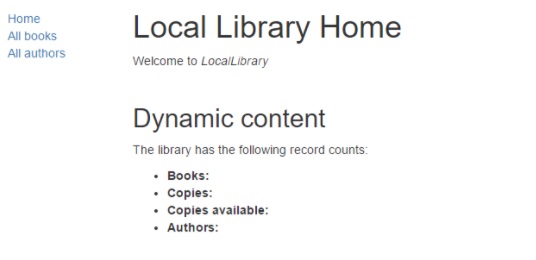 Home
All books
All authors
Local Library Home
Welcome to LocalLibrary
Dynamic content
The library has the following record counts:
• Books:
• Copies:
• Copies available:
• Authors: